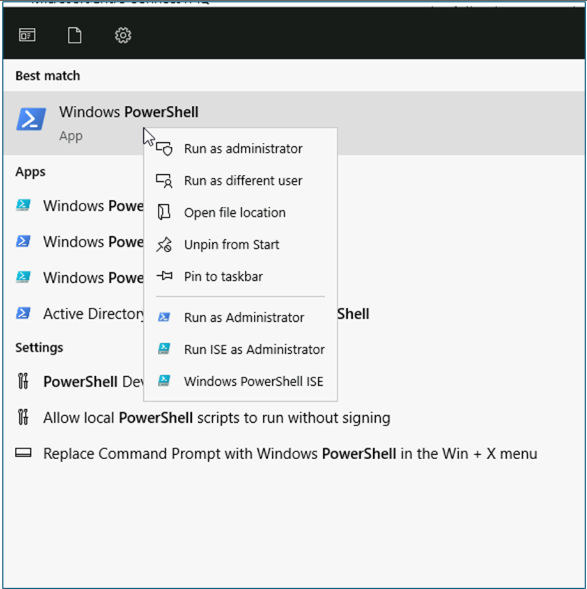 Best match
Windows PowerShell
App
Run as administrator
Run as different user
Open file location
Unpin from Start
Pin to taskbar
Run as Administrator
Run ISE as Administrator
Windows PowerShell ISE
Apps
Windows Powe
Windows Powe
Windows Powe
Active Directory
Shell
Settings
PowerShell De
Allow local PowerShell scripts to run without signing
Replace Command Prompt with Windows PowerShell in the Win + X menu